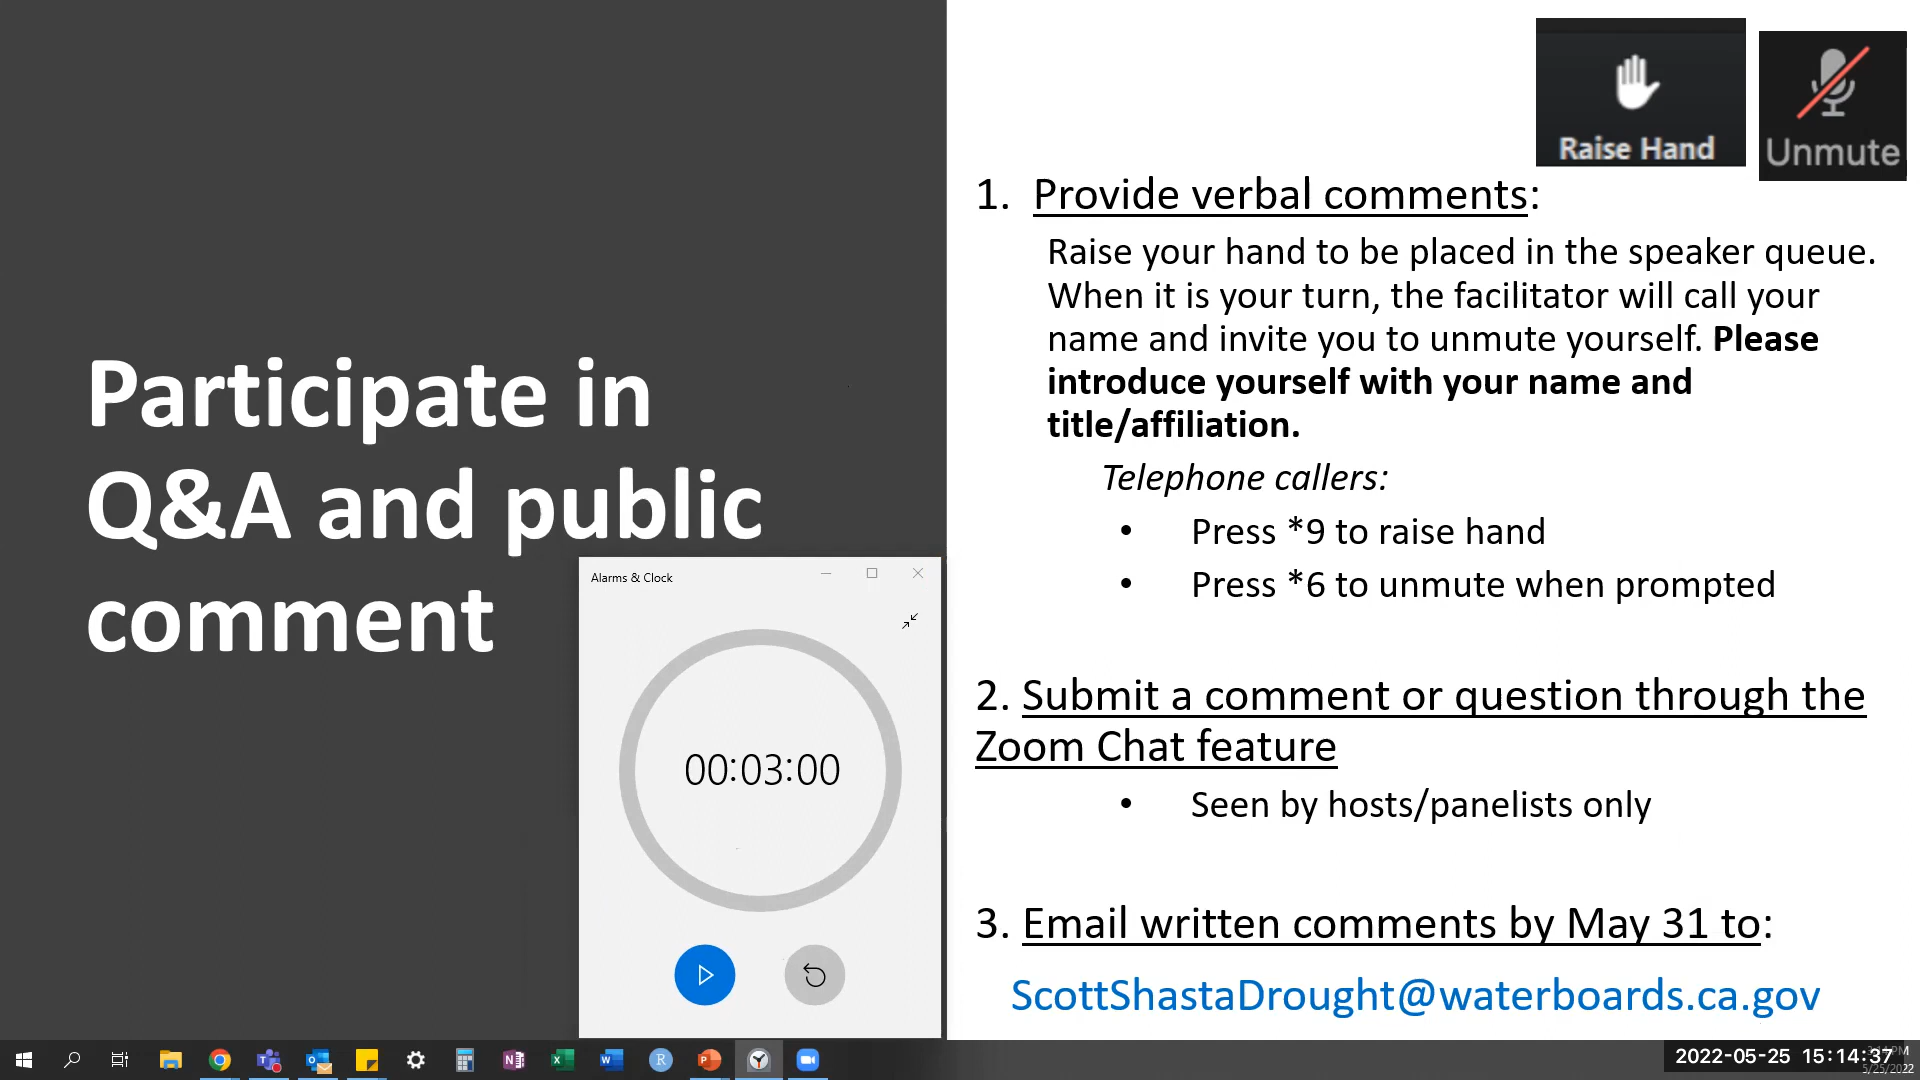 Raise Hand
Unmute
Participate in
Q&A and public
comment
1. Provide verbal comments:
Raise your hand to be placed in the speaker queue.
When it is your turn, the facilitator will call your
name and invite you to unmute yourself. Please
introduce yourself with your name and
title/affiliation.
Telephone callers:
• Press *9 to raise hand
• Press *6 to unmute when prompted
2. Submit a comment or question through the
Zoom Chat feature
• Seen by hosts/panelists only
3. Email written comments by May 31 to:
ScottShastaDrought@waterboards.ca.gov
Alarms & Clock
00:03:00
2022-05-25 15:14:37
5/25/2022